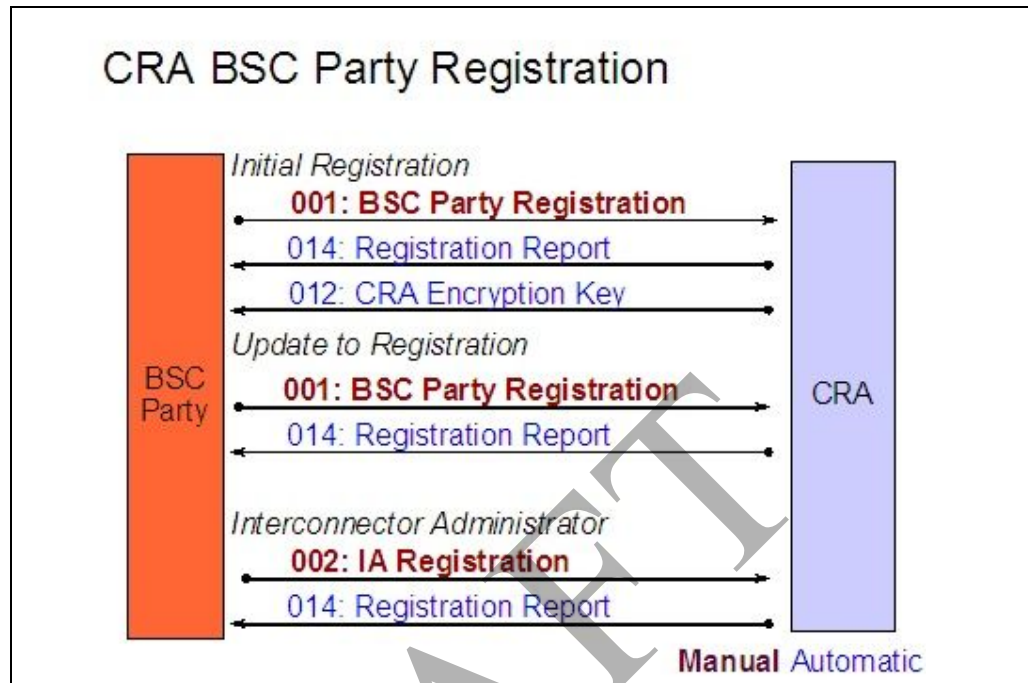 CRA BSC Party Registration
Initial Registration
001: BSC Party Registration
014: Registration Report
012: CRA Encryption Key
Update to Registration
BSC
Party
001: BSC Party Registration
CRA
014: Registration Report
Interconnector Administrator
002: IA Registration
014: Registration Report
Manual Automatic
AFT